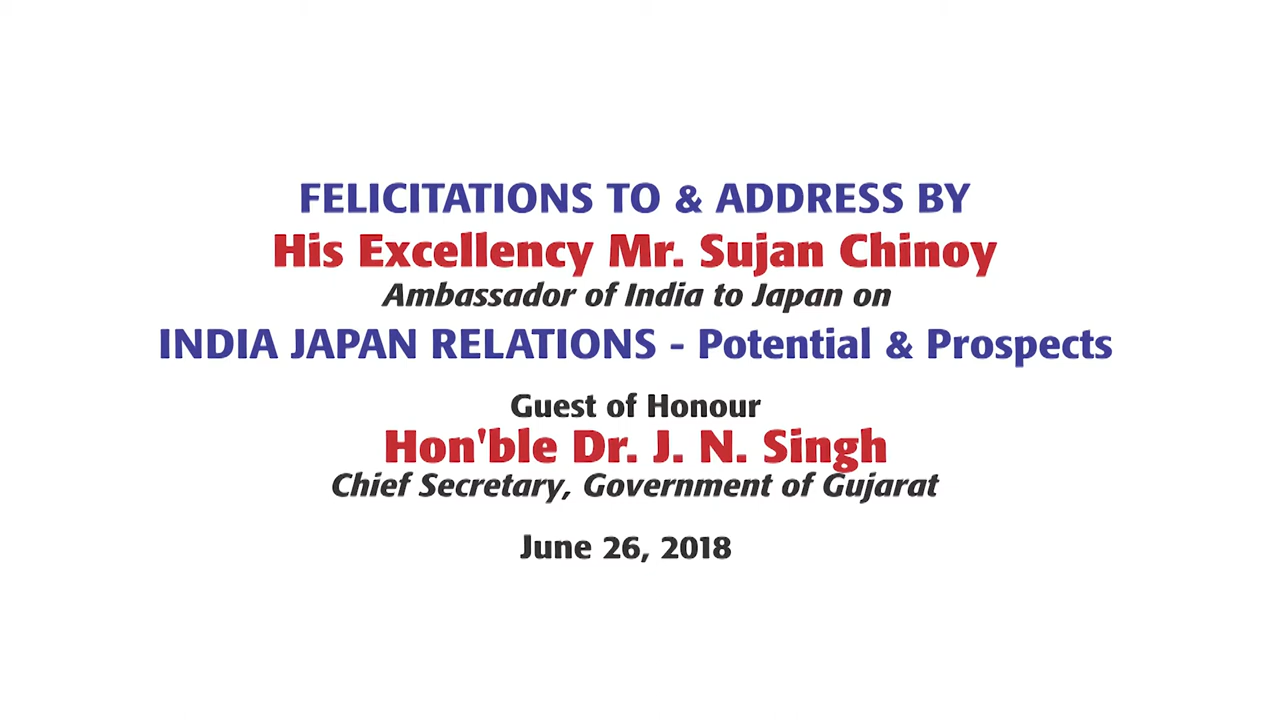 FELICITATIONS TO & ADDRESS BY
His Excellency Mr. Sujan Chinoy
Ambassador of India to Japan on
INDIA JAPAN RELATIONS - Potential & Prospects
Guest of Honour
Hon'ble Dr. J. N. Singh
Chief Secretary, Government of Gujarat
June 26, 2018